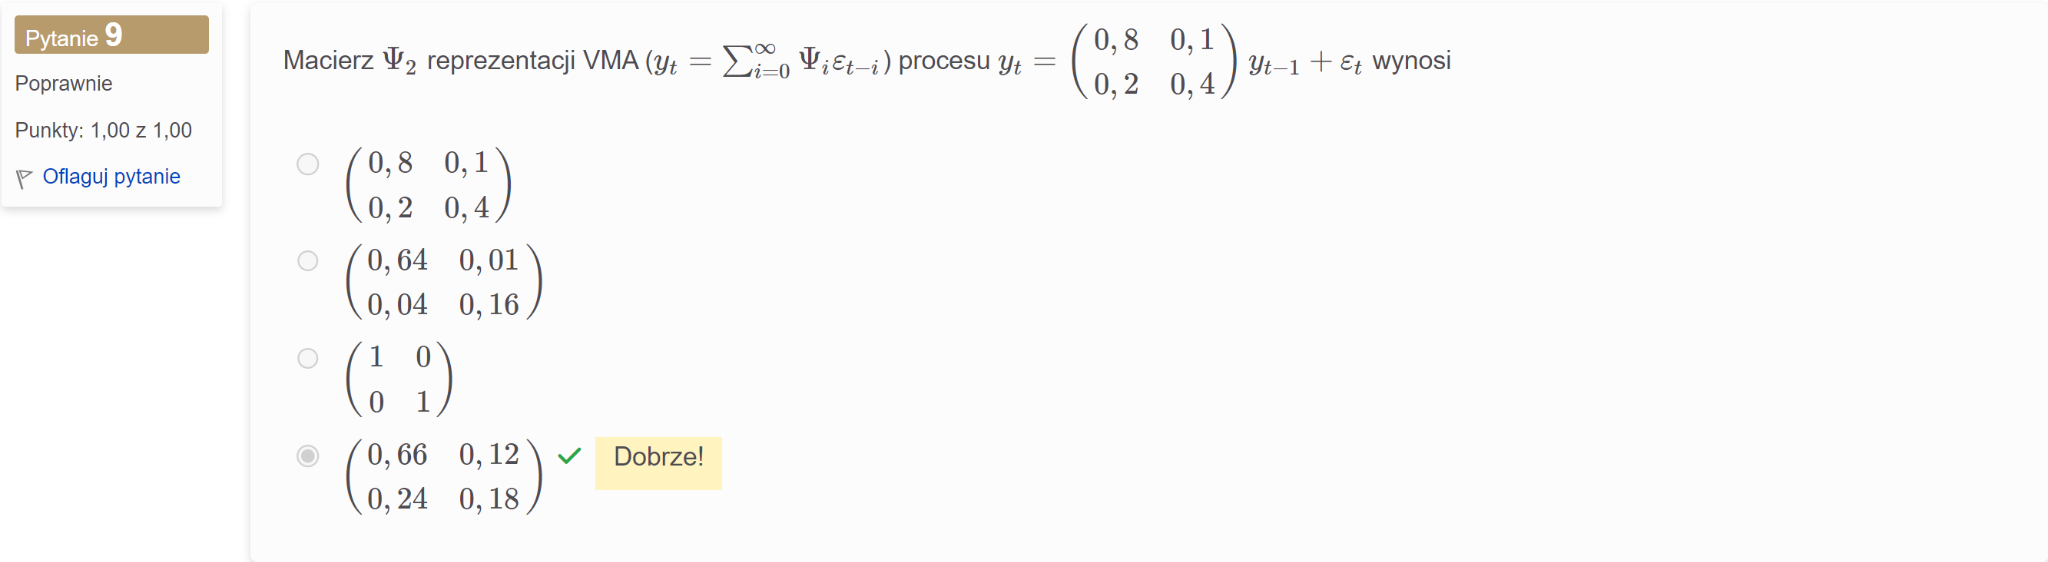 Pytanie 9
Poprawnie
Punkty: 1,00 z 1,00
Oflaguj pytanie
Macierz Ψ₂ reprezentacji VMA (yₜ = ∑ᵢ₌₀^∞ Ψᵢεₜ₋ᵢ) procesu yₜ = (0,8 0,1
0,2 0,4) yₜ₋₁ + εₜ wynosi
(0,8 0,1
0,2 0,4)
(0,64 0,01
0,04 0,16)
(1 0
0 1)
(0,66 0,12
0,24 0,18) ✓ Dobrze!